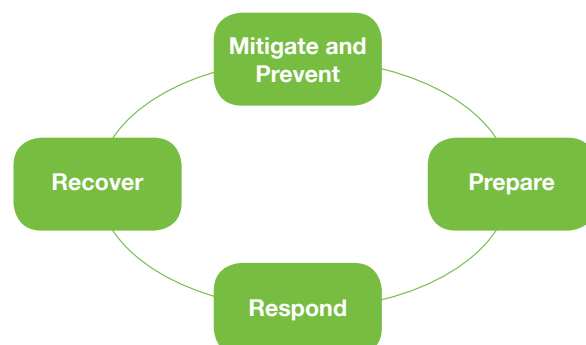 Mitigate and
Prevent
Recover
Prepare
Respond